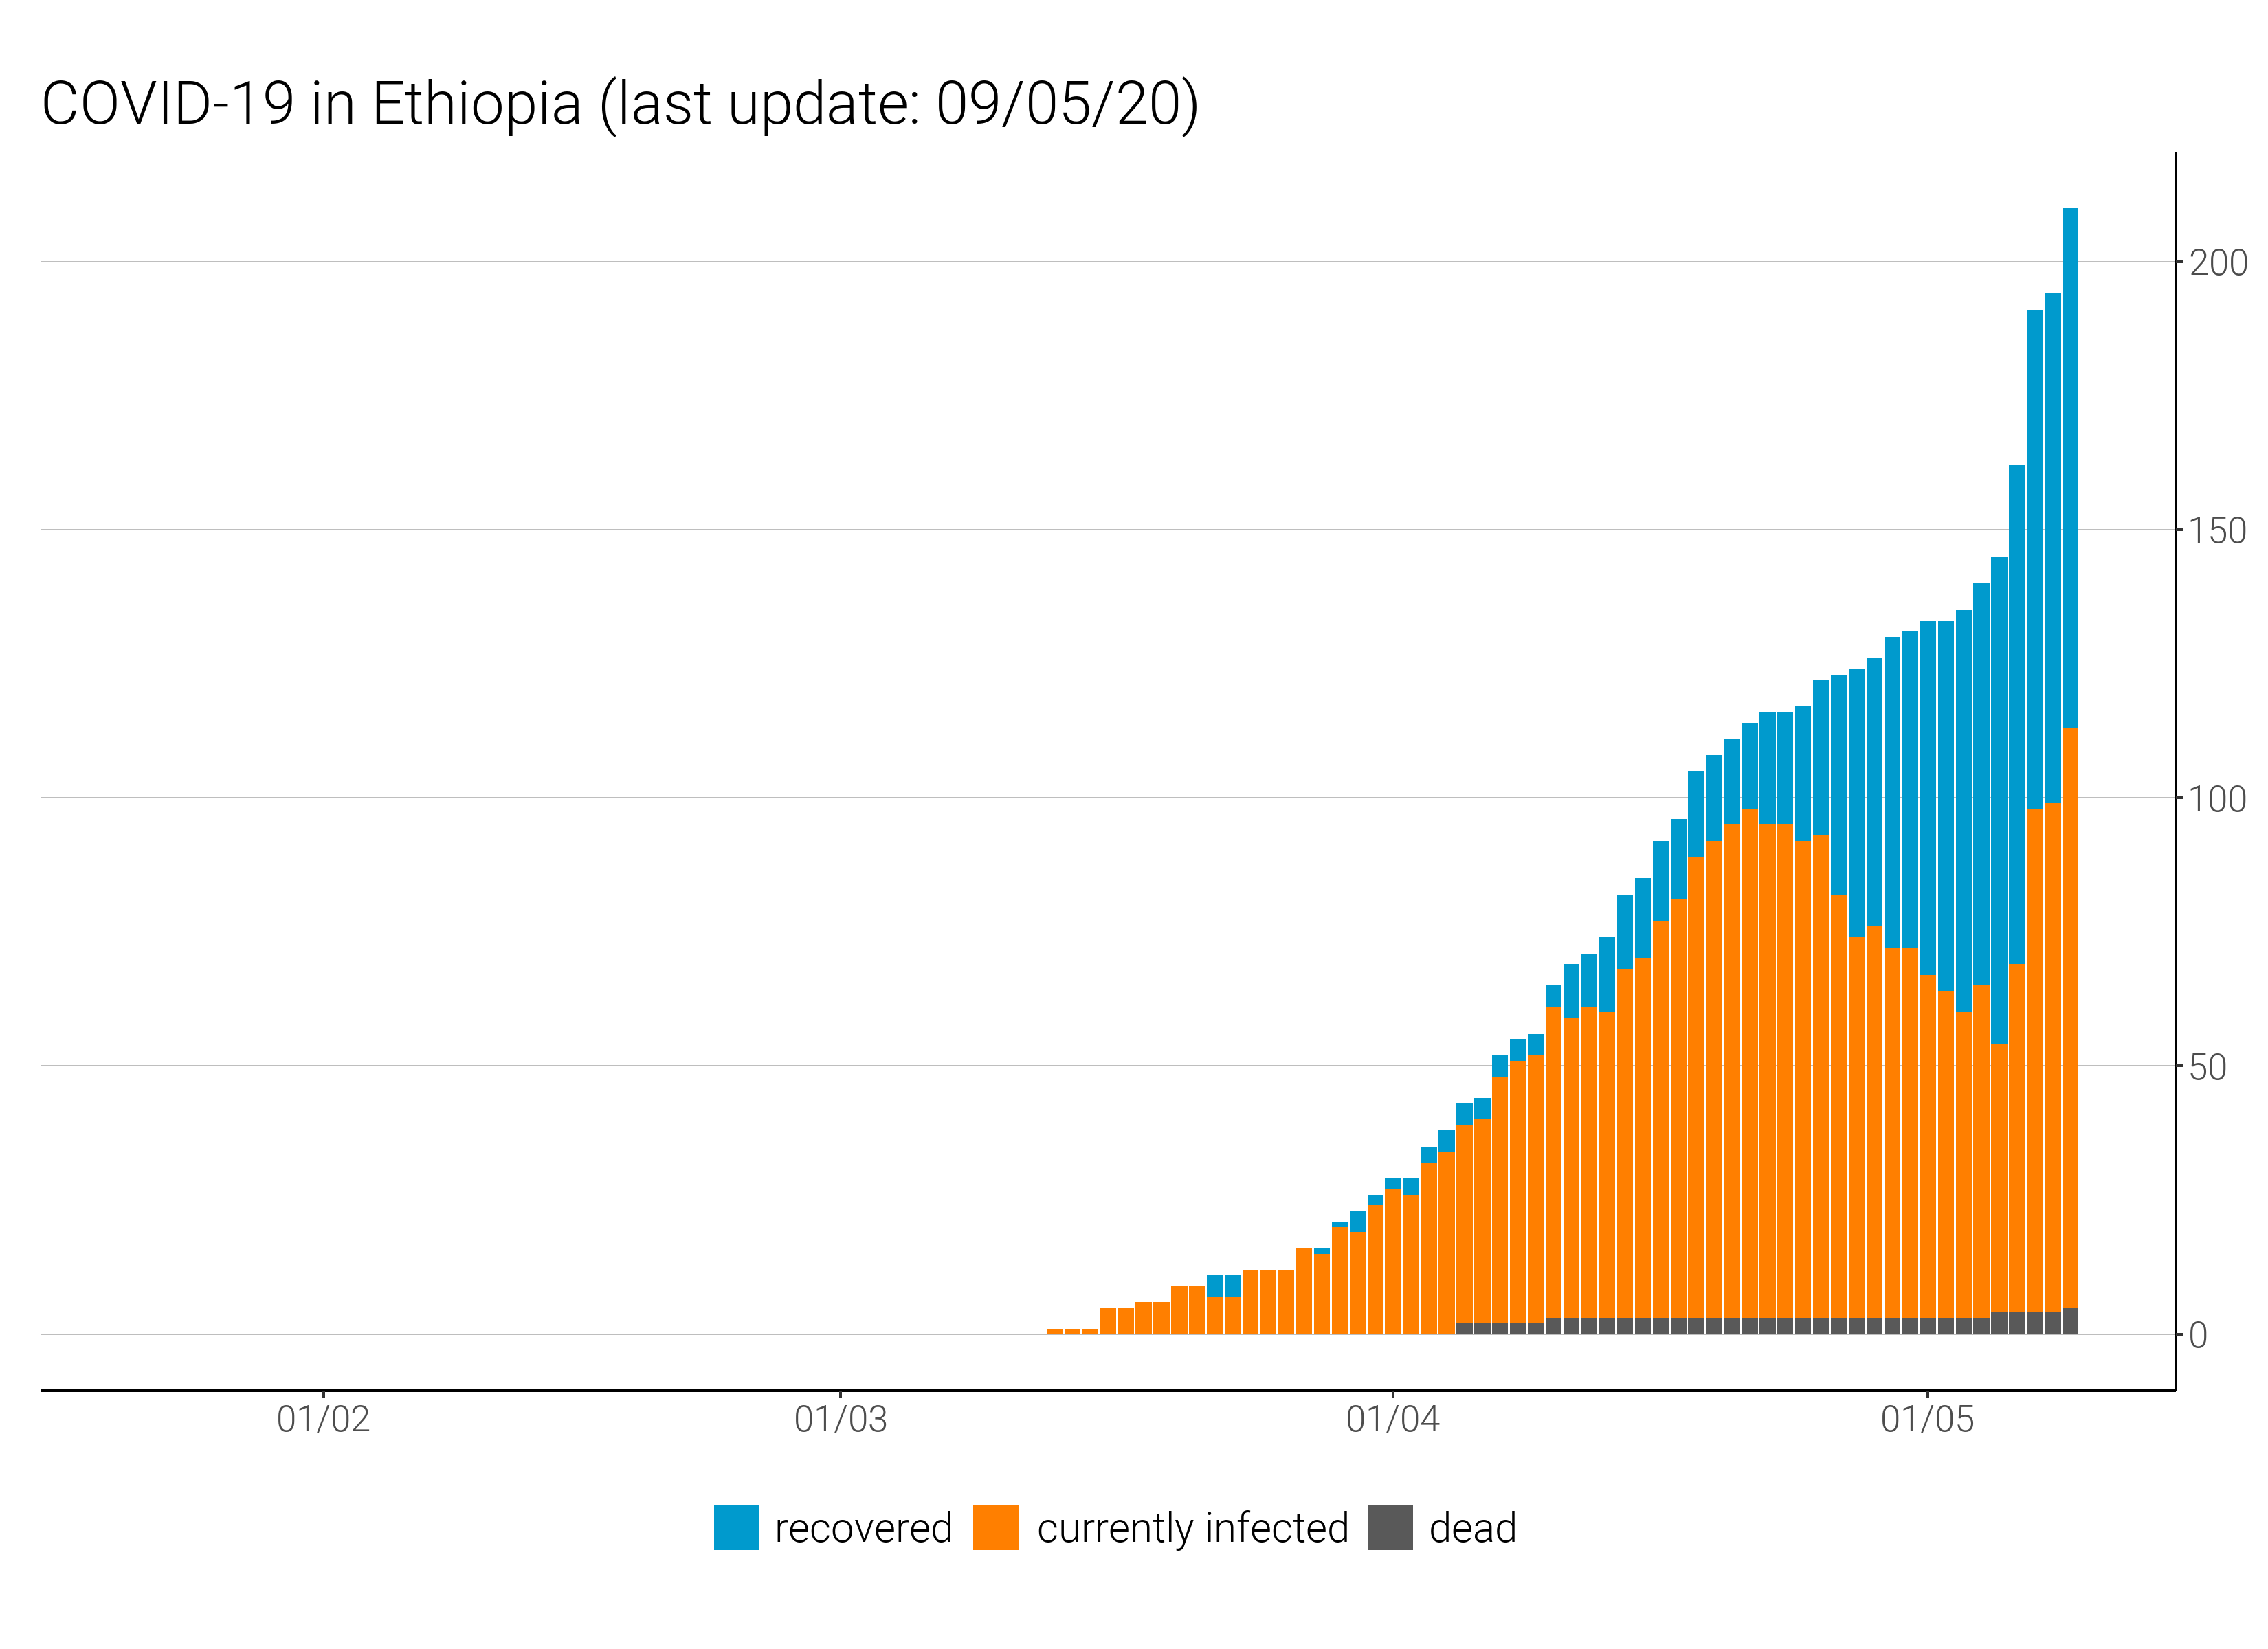 COVID-19 in Ethiopia (last update: 09/05/20)
200
150
100
50
0
01/02 01/03 01/04 01/05
recovered currently infected dead